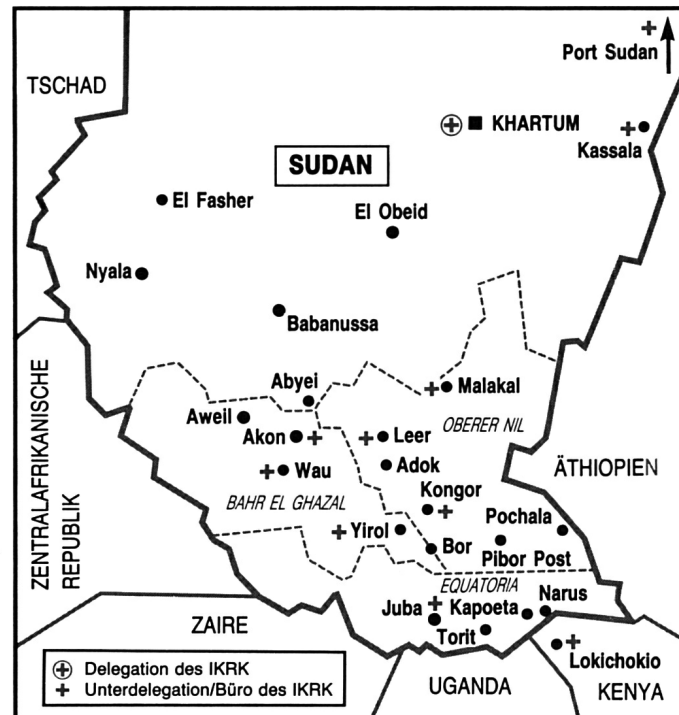 Port Sudan
TSCHAD
KHARTUM
Kassala
SUDAN
El Fasher
El Obeid
Nyala
Babanussa
Abyei
Malakal
Aweil
OBERER NIL
Akon
Leer
Wau
Adok
ÄTHIOPIEN
ZENTRALAFRIKANISCHE
REPUBLIK
BAHR EL GHAZAL
Kongor
Pochala
Yirol
Bor
Pibor Post
EQUATORIA
Juba
Kapoeta
Narus
ZAIRE
Torit
Lokichokio
Delegation des IKRK
Unterdelegation/Büro des IKRK
UGANDA
KENYA